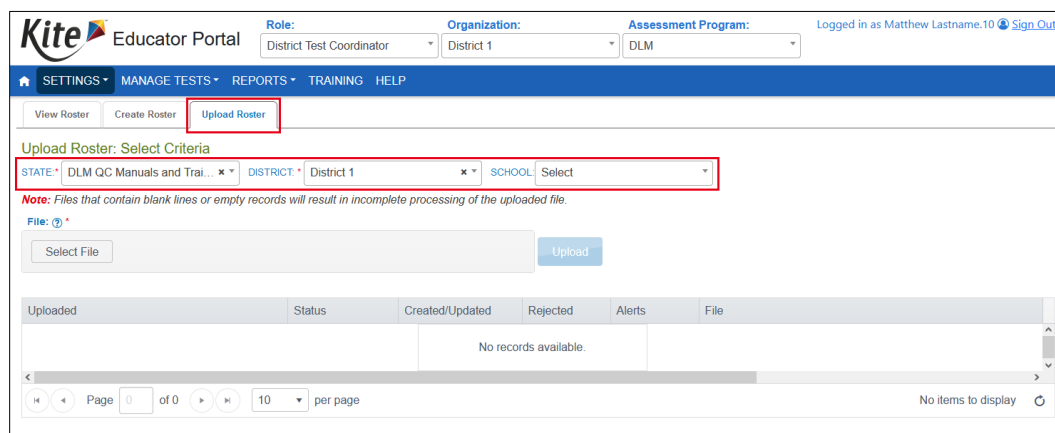 Kite Educator Portal
Role: Organization: Assessment Program: Logged in as Matthew Lastname.10 Sign Out
District Test Coordinator District 1 DLM
SETTINGS MANAGE TESTS REPORTS TRAINING HELP
View Roster Create Roster Upload Roster
Upload Roster: Select Criteria
STATE:* DLM QC Manuals and Trai... × DISTRICT: * District 1 × SCHOOL: Select
Note: Files that contain blank lines or empty records will result in incomplete processing of the uploaded file.
File: ? *
Select File Upload
Uploaded Status Created/Updated Rejected Alerts File
No records available.
Page 0 of 0 10 per page No items to display